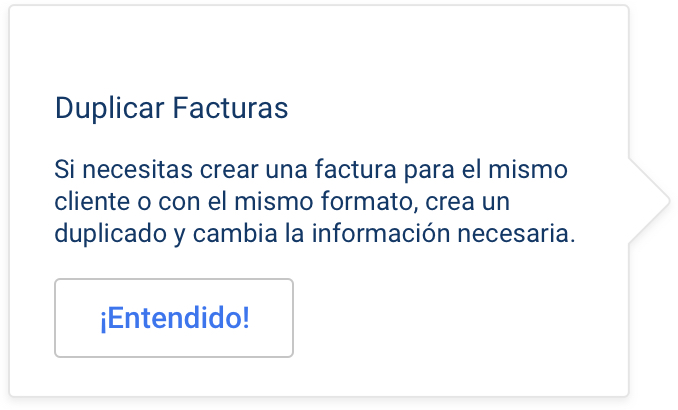 Duplicar Facturas
Si necesitas crear una factura para el mismo
cliente o con el mismo formato, crea un
duplicado y cambia la información necesaria.
¡Entendido!